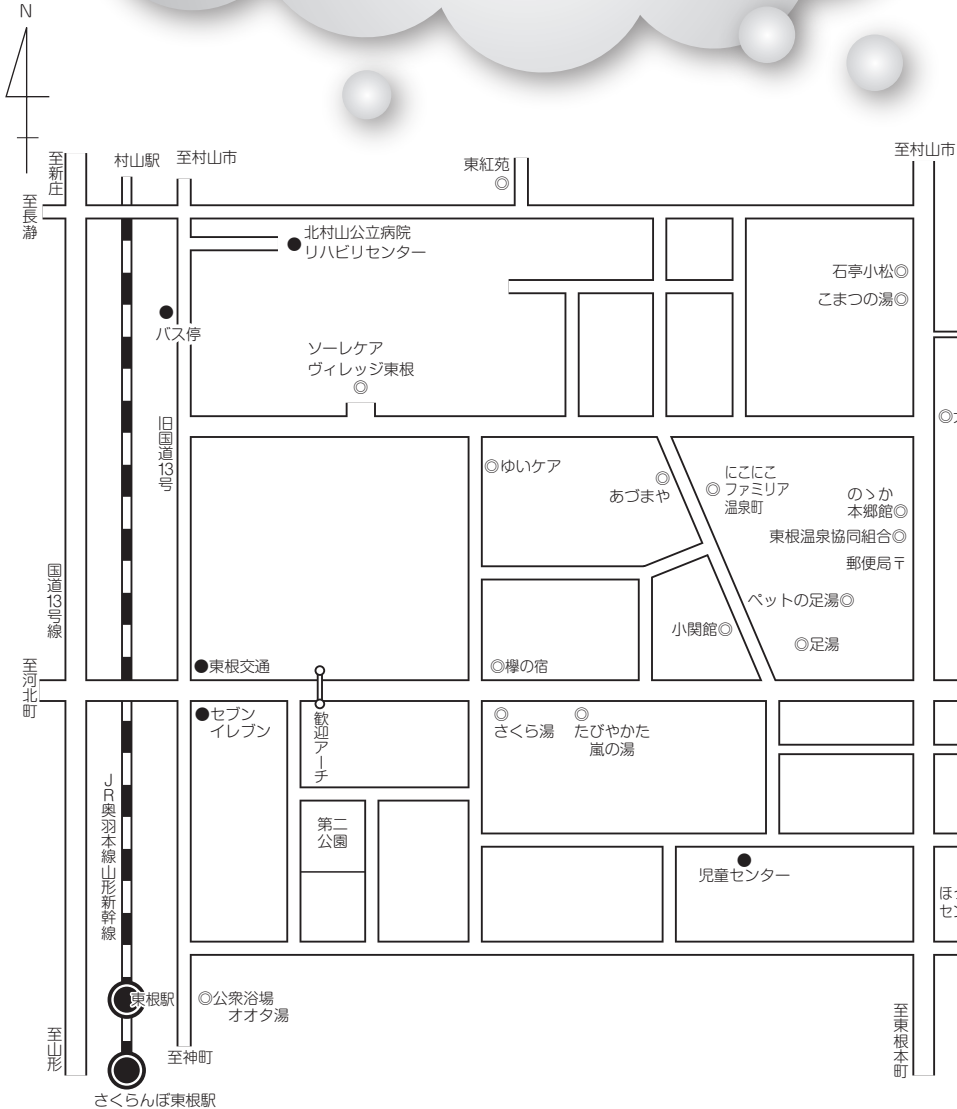 N
至新庄
村山駅
至村山市
東紅苑
至村山市
至長瀞
北村山公立病院
リハビリセンター
石亭小松
こまつの湯
バス停
ソーレケア
ヴィレッジ東根
旧国道13号
ゆいケア
あづまや
にこにこ
ファミリア
温泉町
のゝか
本郷館
東根温泉協同組合
郵便局〒
国道13号線
ペットの足湯
小関館
足湯
至河北町
東根交通
欅の宿
セブン
イレブン
歓迎アーチ
さくら湯
たびやかた
嵐の湯
JR奥羽本線山形新幹線
第二
公園
児童センター
ほっ
セン
東根駅
公衆浴場
オオタ湯
至山形
至神町
至東根本町
さくらんぼ東根駅